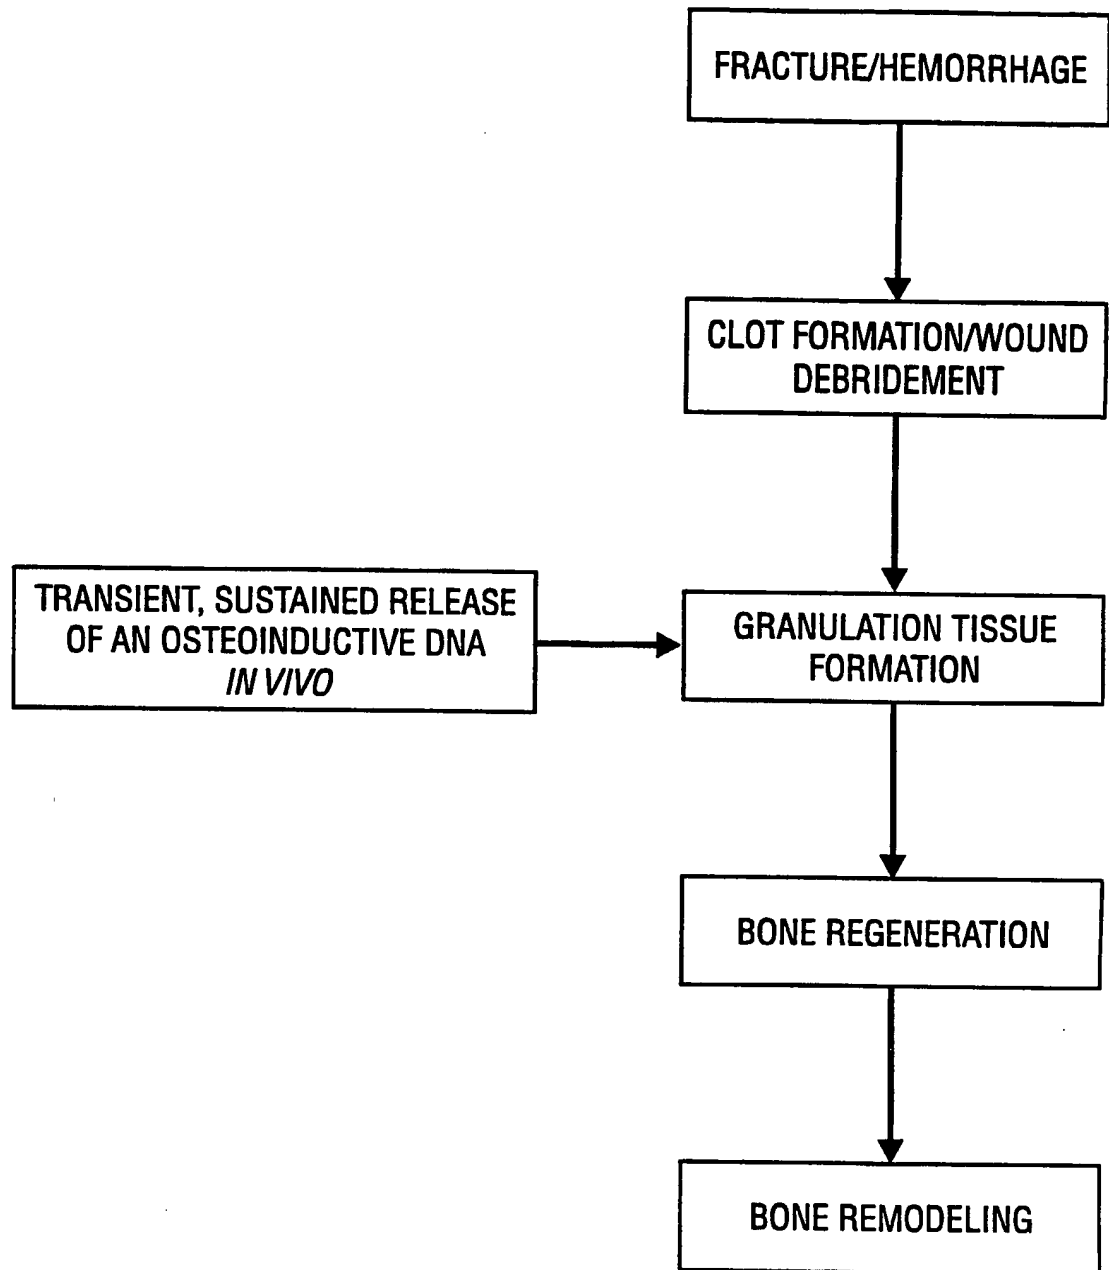 FRACTURE/HEMORRHAGE
CLOT FORMATION/WOUND
DEBRIDEMENT
TRANSIENT, SUSTAINED RELEASE
OF AN OSTEOINDUCTIVE DNA
IN VIVO
GRANULATION TISSUE
FORMATION
BONE REGENERATION
BONE REMODELING